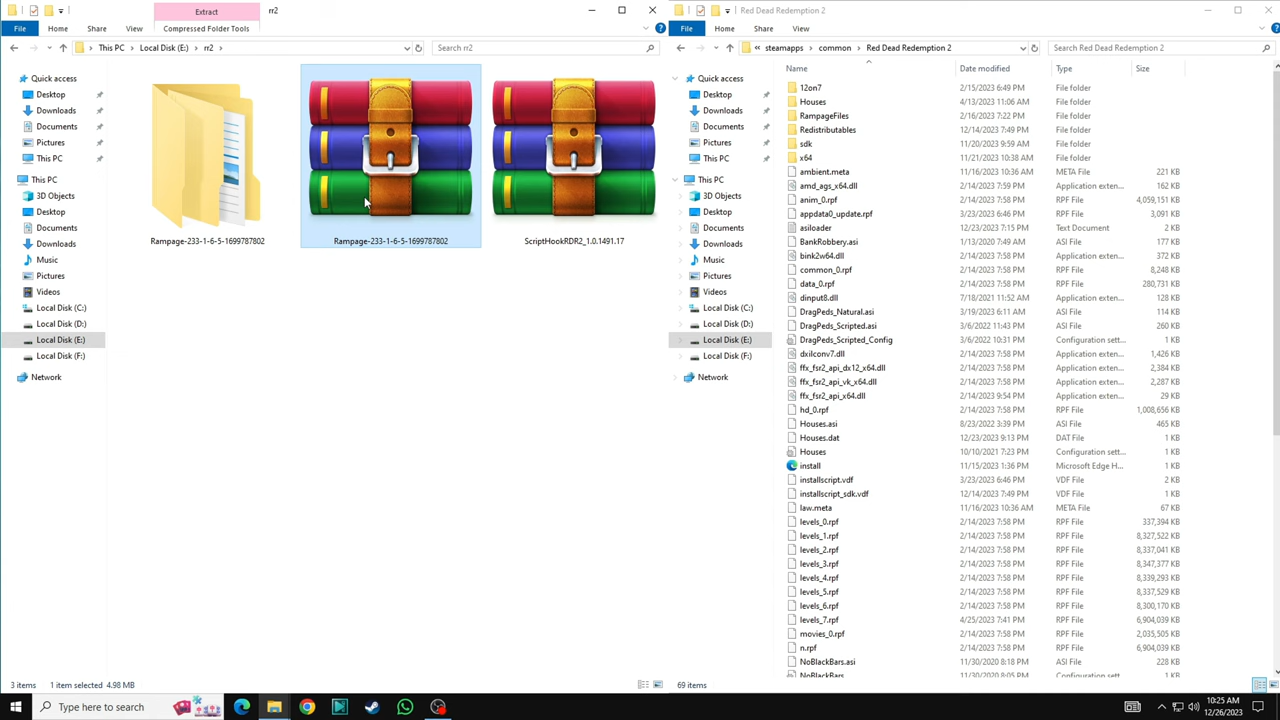 Extract
rr2
File
Home
Share
View
Compressed Folder Tools
This PC > Local Disk (E:) > rr2 >
Search rr2
Quick access
Desktop
Downloads
Documents
Pictures
This PC
This PC
3D Objects
Desktop
Documents
Downloads
Music
Pictures
Videos
Local Disk (C:)
Local Disk (D:)
Local Disk (E:)
Local Disk (F:)
Network
Rampage-233-1-6-5-1699787802
Rampage-233-1-6-5-1699787802
ScriptHookRDR2_1.0.1491.17
3 items
1 item selected 4.98 MB
Red Dead Redemption 2
File
Home
Share
View
« steamapps > common > Red Dead Redemption 2
Search Red Dead Redemption 2
Quick access
Desktop
Downloads
Documents
Pictures
This PC
This PC
3D Objects
Desktop
Documents
Downloads
Music
Pictures
Videos
Local Disk (C:)
Local Disk (D:)
Local Disk (E:)
Local Disk (F:)
Network
Name Date modified Type Size
12on7 2/15/2023 6:49 PM File folder
Houses 4/13/2023 11:06 AM File folder
RampageFiles 2/16/2023 7:22 PM File folder
Redistributables 12/14/2023 7:49 PM File folder
sdk 11/20/2023 9:59 AM File folder
x64 11/21/2023 10:38 AM File folder
ambient.meta 11/16/2023 10:36 AM META File 221 KB
amd_ags_x64.dll 2/14/2023 7:59 PM Application exten... 162 KB
anim_0.rpf 2/14/2023 7:58 PM RPF File 4,059,151 KB
appdata0_update.rpf 3/23/2023 6:46 PM RPF File 3,091 KB
asiloader 12/23/2023 7:15 PM Text Document 2 KB
BankRobbery.asi 1/13/2020 7:49 AM ASI File 177 KB
bink2w64.dll 2/14/2023 7:58 PM Application exten... 372 KB
common_0.rpf 2/14/2023 7:58 PM RPF File 8,248 KB
data_0.rpf 2/14/2023 7:58 PM RPF File 280,731 KB
dinput8.dll 7/18/2021 11:52 AM Application exten... 128 KB
DragPeds_Natural.asi 3/19/2023 6:11 AM ASI File 114 KB
DragPeds_Scripted.asi 3/6/2022 11:43 PM ASI File 260 KB
DragPeds_Scripted_Config 3/6/2022 10:31 PM Configuration sett... 3 KB
dxilconv7.dll 2/14/2023 7:58 PM Application exten... 1,426 KB
ffx_fsr2_api_dx12_x64.dll 2/14/2023 7:58 PM Application exten... 2,384 KB
ffx_fsr2_api_vk_x64.dll 2/14/2023 7:58 PM Application exten... 2,287 KB
ffx_fsr2_api_x64.dll 2/14/2023 9:54 PM Application exten... 29 KB
hd_0.rpf 2/14/2023 7:58 PM RPF File 1,008,656 KB
Houses.asi 8/23/2022 3:39 PM ASI File 465 KB
Houses.dat 12/23/2023 9:13 PM DAT File 1 KB
Houses 10/10/2021 7:23 PM Configuration sett... 1 KB
install 11/15/2023 1:36 PM Microsoft Edge H... 1 KB
installscript.vdf 3/23/2023 6:46 PM VDF File 2 KB
installscript_sdk.vdf 12/14/2023 7:49 PM VDF File 1 KB
law.meta 11/16/2023 10:36 AM META File 67 KB
levels_0.rpf 2/14/2023 7:58 PM RPF File 337,394 KB
levels_1.rpf 2/14/2023 7:58 PM RPF File 8,327,522 KB
levels_2.rpf 2/14/2023 7:58 PM RPF File 8,337,041 KB
levels_3.rpf 2/14/2023 7:58 PM RPF File 8,347,377 KB
levels_4.rpf 2/14/2023 7:58 PM RPF File 8,339,293 KB
levels_5.rpf 2/14/2023 7:58 PM RPF File 8,337,529 KB
levels_6.rpf 2/14/2023 7:58 PM RPF File 8,300,170 KB
levels_7.rpf 4/25/2023 7:41 PM RPF File 6,904,039 KB
movies_0.rpf 2/14/2023 7:58 PM RPF File 2,035,505 KB
n.rpf 2/14/2023 7:58 PM RPF File 6,904,039 KB
NoBlackBars.asi 11/30/2020 8:18 PM ASI File 228 KB
NoBlackBars 11/30/2020 8:05 PM Configuration sett... 1 KB
69 items
Type here to search
10:25 AM
12/26/2023